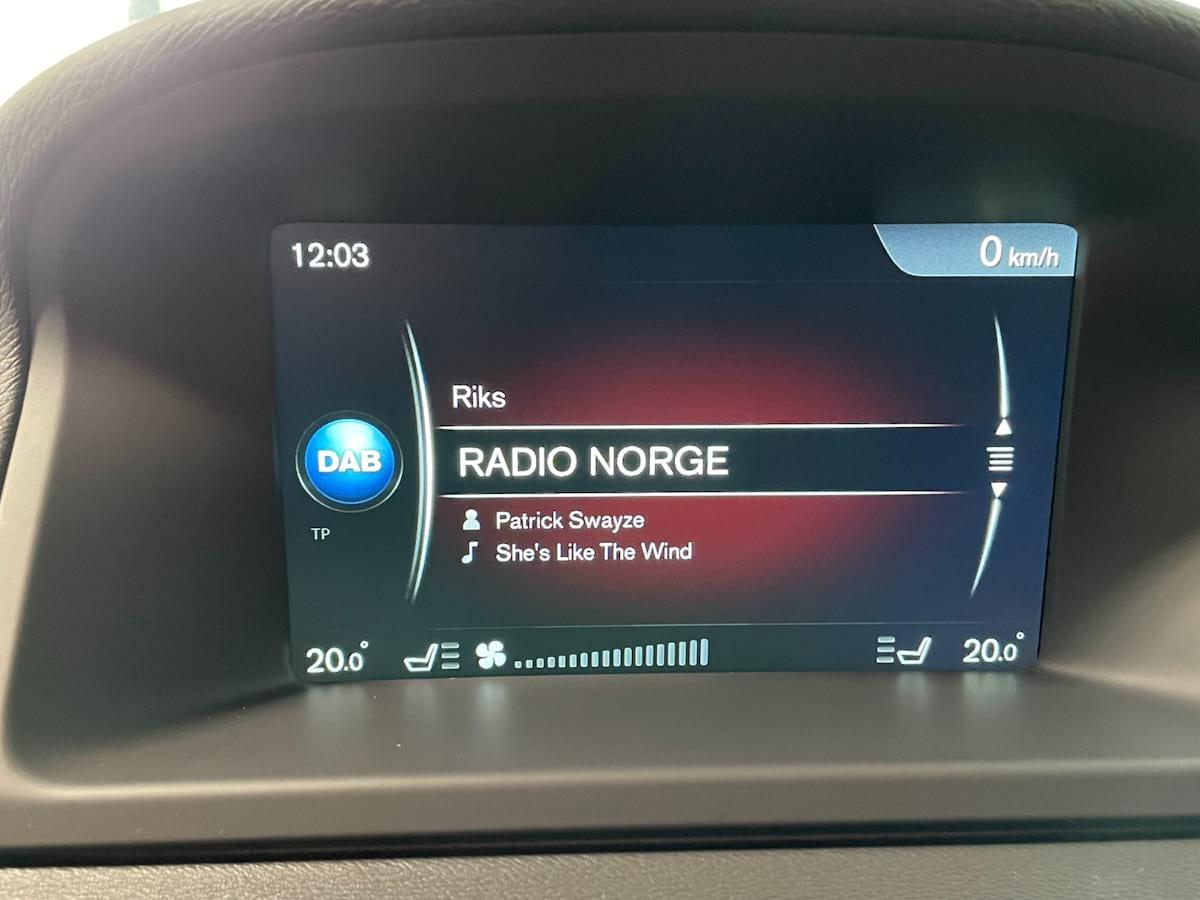 12:03
0 km/h
Riks
DAB
RADIO NORGE
Patrick Swayze
TP
She's Like The Wind
20.0°
20.0°